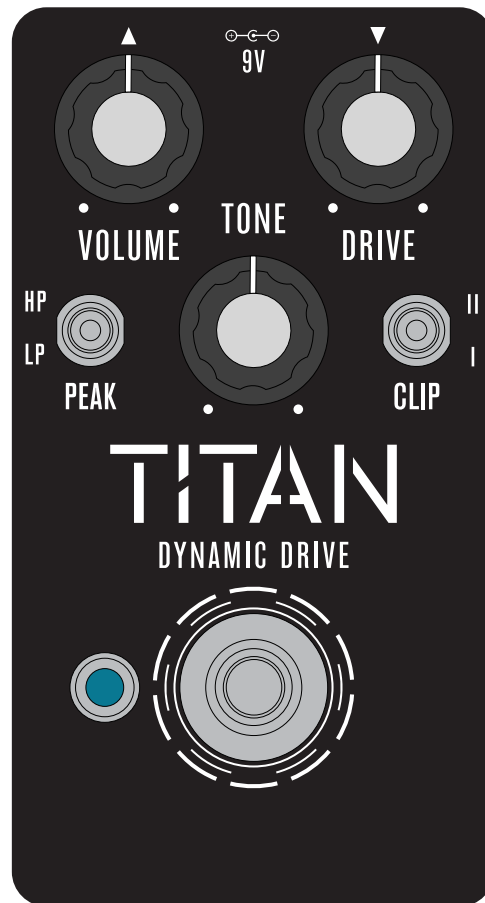 9V
VOLUME
TONE
DRIVE
HP
LP
PEAK
II
I
CLIP
TITAN
DYNAMIC DRIVE